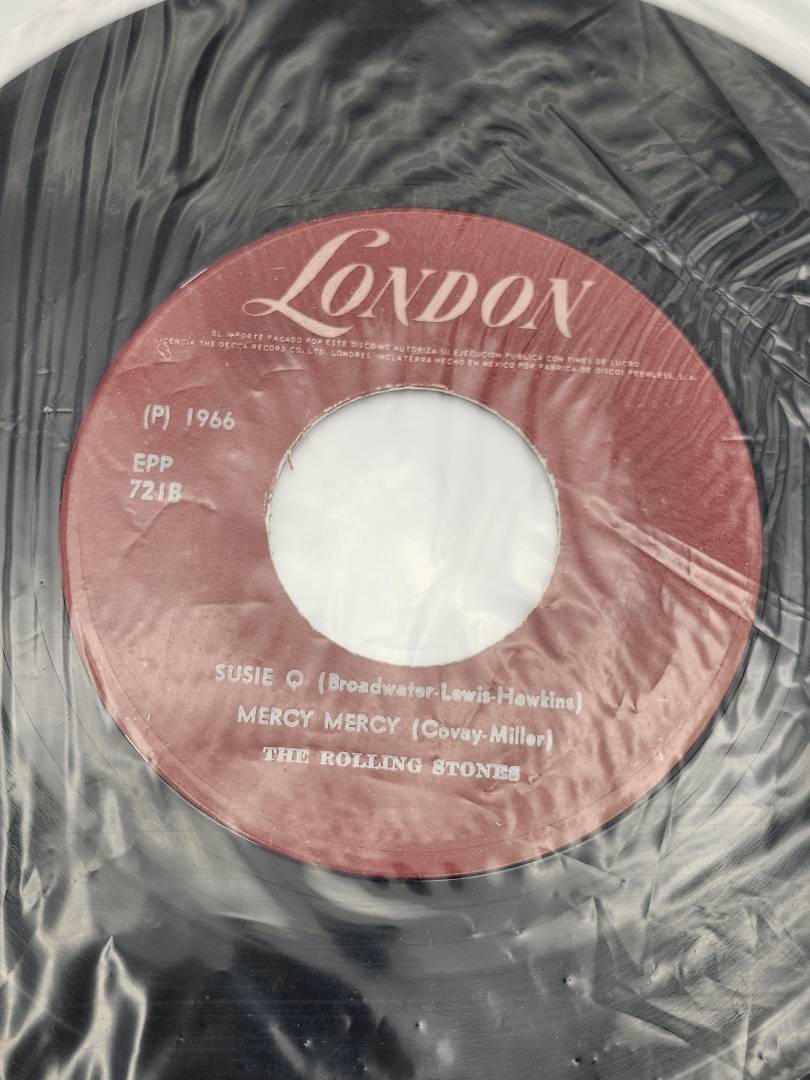 LONDON
EL IMPORTE PAGADO POR ESTE DISCO NO AUTORIZA SU EJECUCION PUBLICA CON FINES DE LUCRO
LICENCIA THE DECCA RECORD CO. LTD. LONDRES, INGLATERRA HECHO EN MEXICO POR FABRICA DE DISCOS PEERLESS, S. A.
(P) 1966
EPP
721B
SUSIE Q (Broadwater-Lewis-Hawkins)
MERCY MERCY (Covay-Miller)
THE ROLLING STONES